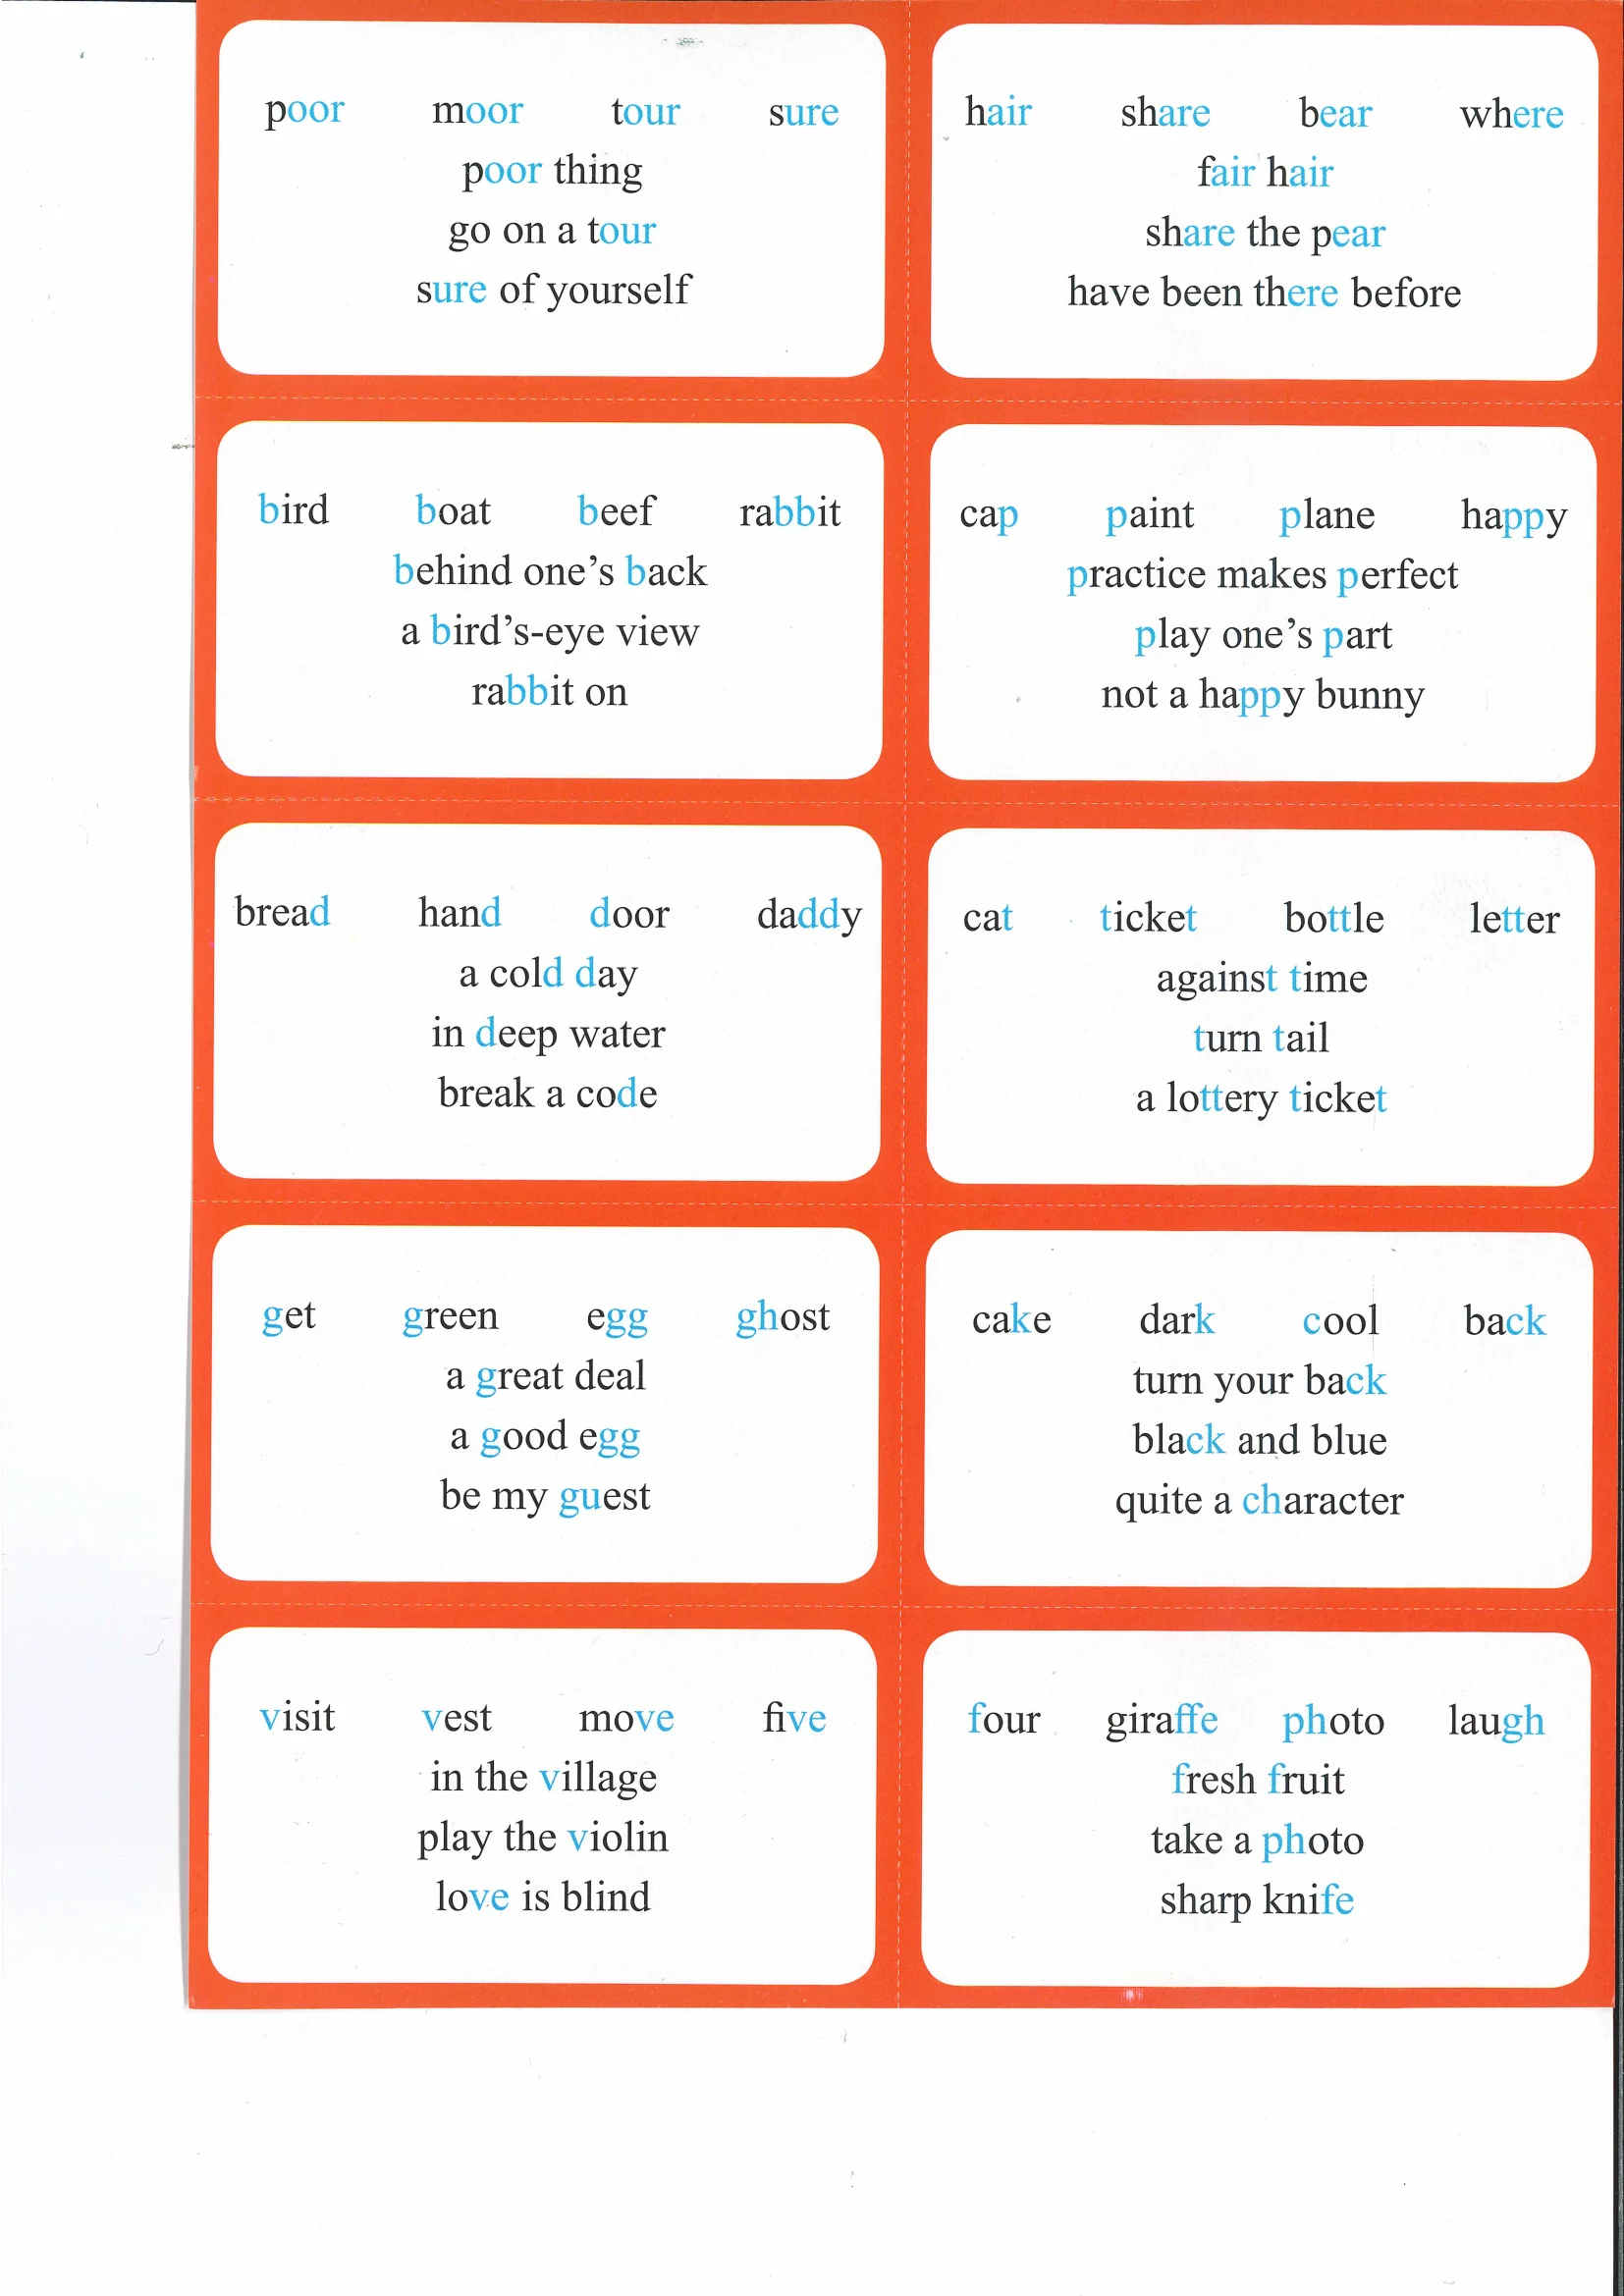 poor moor tour sure
poor thing
go on a tour
sure of yourself
hair share bear where
fair hair
share the pear
have been there before
bird boat beef rabbit
behind one’s back
a bird’s-eye view
rabbit on
cap paint plane happy
practice makes perfect
play one’s part
not a happy bunny
bread hand door daddy
a cold day
in deep water
break a code
cat ticket bottle letter
against time
turn tail
a lottery ticket
get green egg ghost
a great deal
a good egg
be my guest
cake dark cool back
turn your back
black and blue
quite a character
visit vest move five
in the village
play the violin
love is blind
four giraffe photo laugh
fresh fruit
take a photo
sharp knife